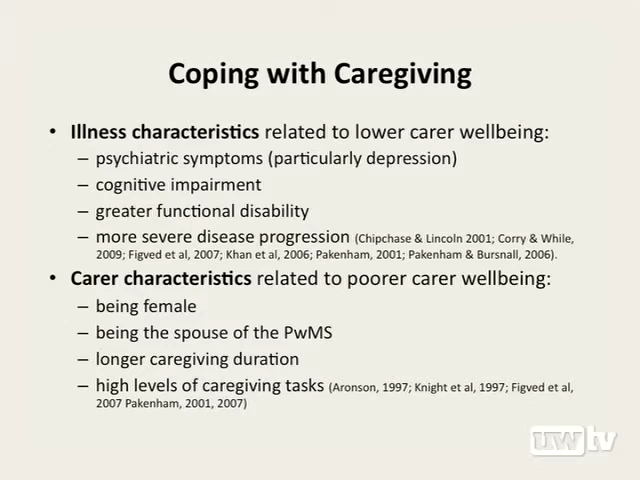 Coping with Caregiving
• Illness characteristics related to lower carer wellbeing:
– psychiatric symptoms (particularly depression)
– cognitive impairment
– greater functional disability
– more severe disease progression (Chipchase & Lincoln 2001; Corry & While,
2009; Figved et al, 2007; Khan et al, 2006; Pakenham, 2001; Pakenham & Bursnall, 2006).
• Carer characteristics related to poorer carer wellbeing:
– being female
– being the spouse of the PwMS
– longer caregiving duration
– high levels of caregiving tasks (Aronson, 1997; Knight et al, 1997; Figved et al,
2007 Pakenham, 2001, 2007)
uwtv